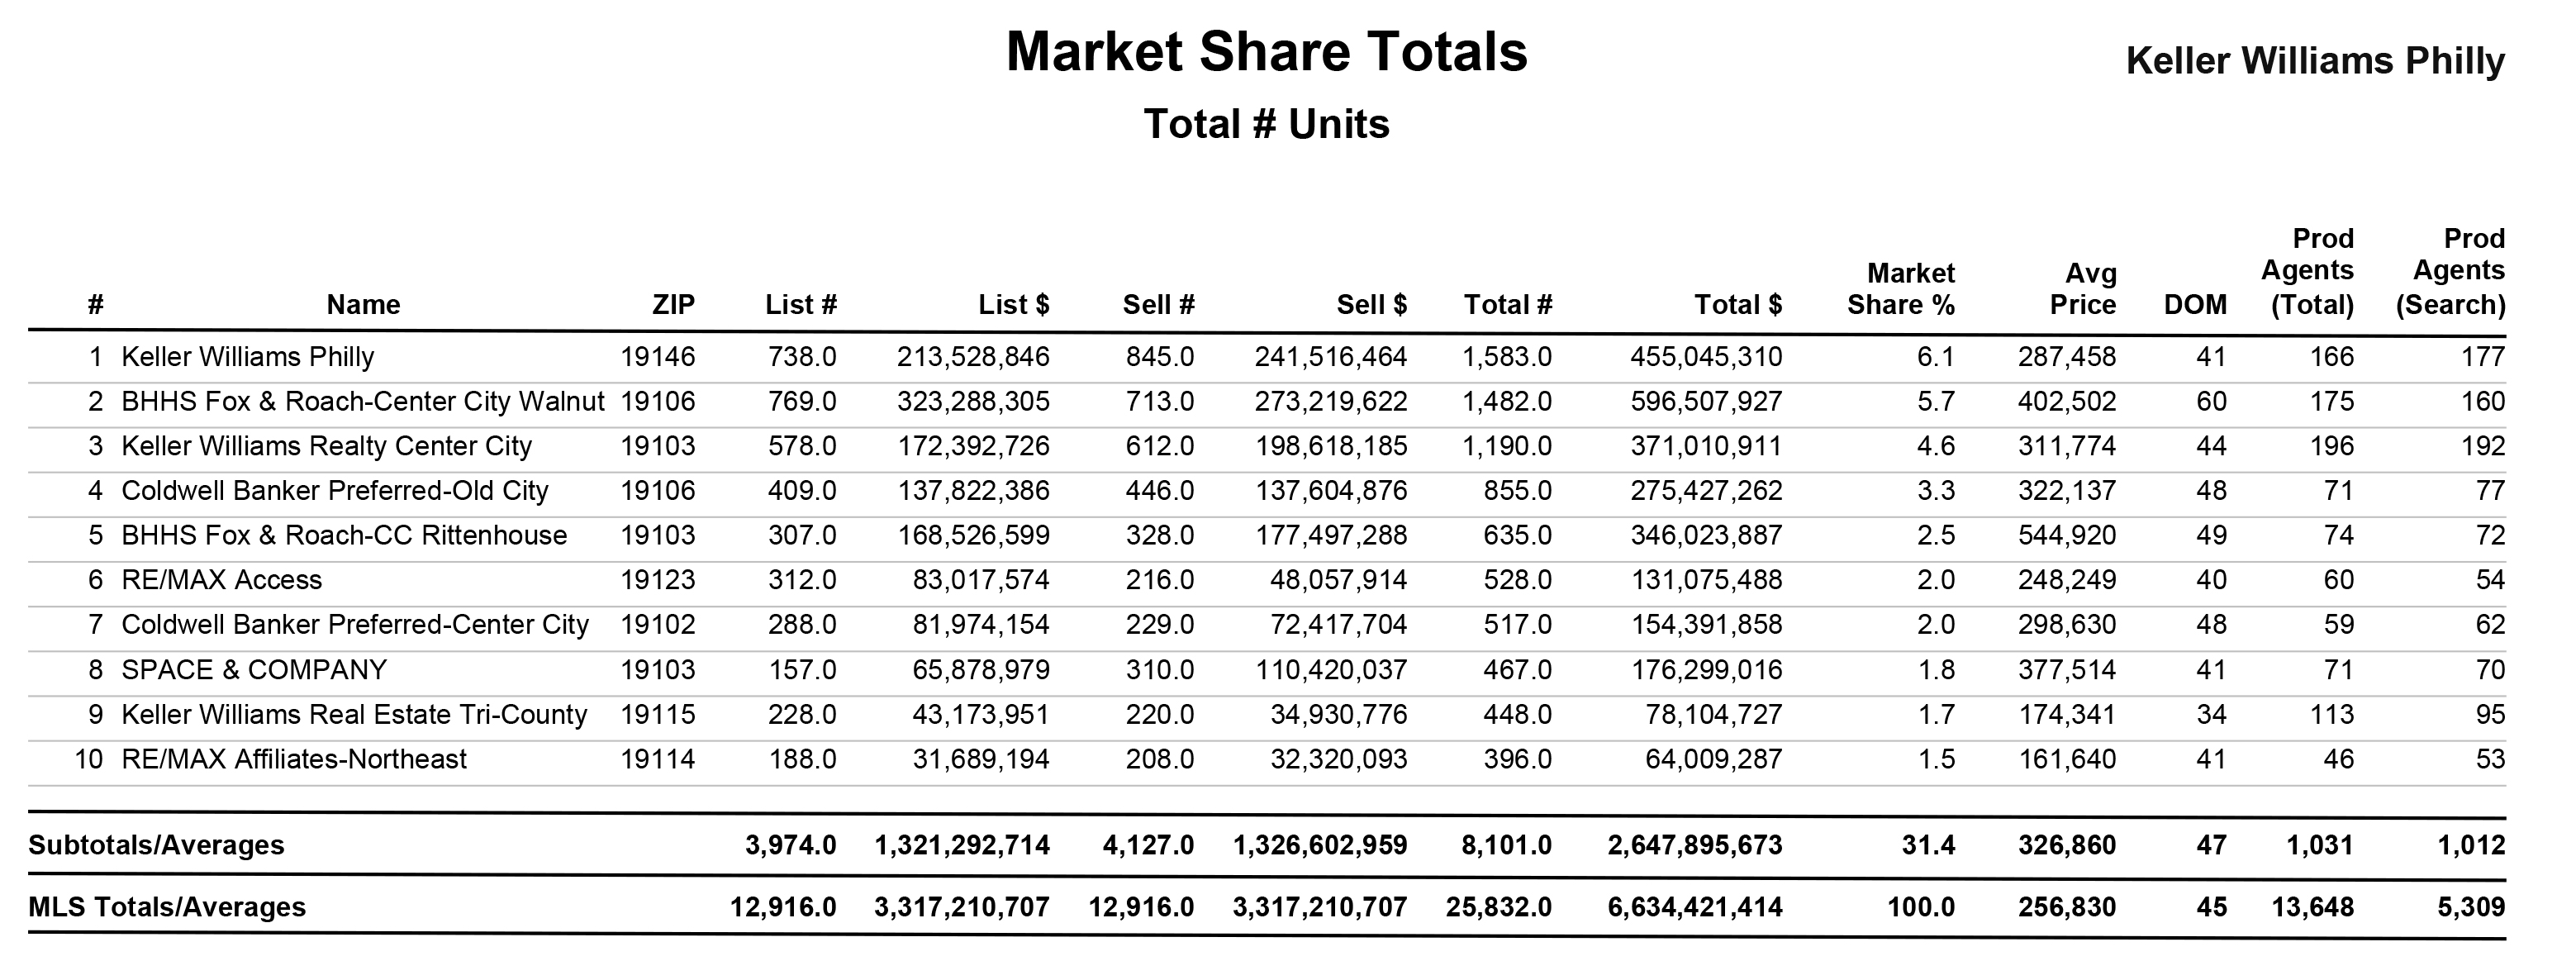 Market Share Totals
Keller Williams Philly
Total # Units
# Name ZIP List # List $ Sell # Sell $ Total # Total $ Market Share % Avg Price DOM Prod Agents (Total) Prod Agents (Search)
1 Keller Williams Philly 19146 738.0 213,528,846 845.0 241,516,464 1,583.0 455,045,310 6.1 287,458 41 166 177
2 BHHS Fox & Roach-Center City Walnut 19106 769.0 323,288,305 713.0 273,219,622 1,482.0 596,507,927 5.7 402,502 60 175 160
3 Keller Williams Realty Center City 19103 578.0 172,392,726 612.0 198,618,185 1,190.0 371,010,911 4.6 311,774 44 196 192
4 Coldwell Banker Preferred-Old City 19106 409.0 137,822,386 446.0 137,604,876 855.0 275,427,262 3.3 322,137 48 71 77
5 BHHS Fox & Roach-CC Rittenhouse 19103 307.0 168,526,599 328.0 177,497,288 635.0 346,023,887 2.5 544,920 49 74 72
6 RE/MAX Access 19123 312.0 83,017,574 216.0 48,057,914 528.0 131,075,488 2.0 248,249 40 60 54
7 Coldwell Banker Preferred-Center City 19102 288.0 81,974,154 229.0 72,417,704 517.0 154,391,858 2.0 298,630 48 59 62
8 SPACE & COMPANY 19103 157.0 65,878,979 310.0 110,420,037 467.0 176,299,016 1.8 377,514 41 71 70
9 Keller Williams Real Estate Tri-County 19115 228.0 43,173,951 220.0 34,930,776 448.0 78,104,727 1.7 174,341 34 113 95
10 RE/MAX Affiliates-Northeast 19114 188.0 31,689,194 208.0 32,320,093 396.0 64,009,287 1.5 161,640 41 46 53
Subtotals/Averages 3,974.0 1,321,292,714 4,127.0 1,326,602,959 8,101.0 2,647,895,673 31.4 326,860 47 1,031 1,012
MLS Totals/Averages 12,916.0 3,317,210,707 12,916.0 3,317,210,707 25,832.0 6,634,421,414 100.0 256,830 45 13,648 5,309